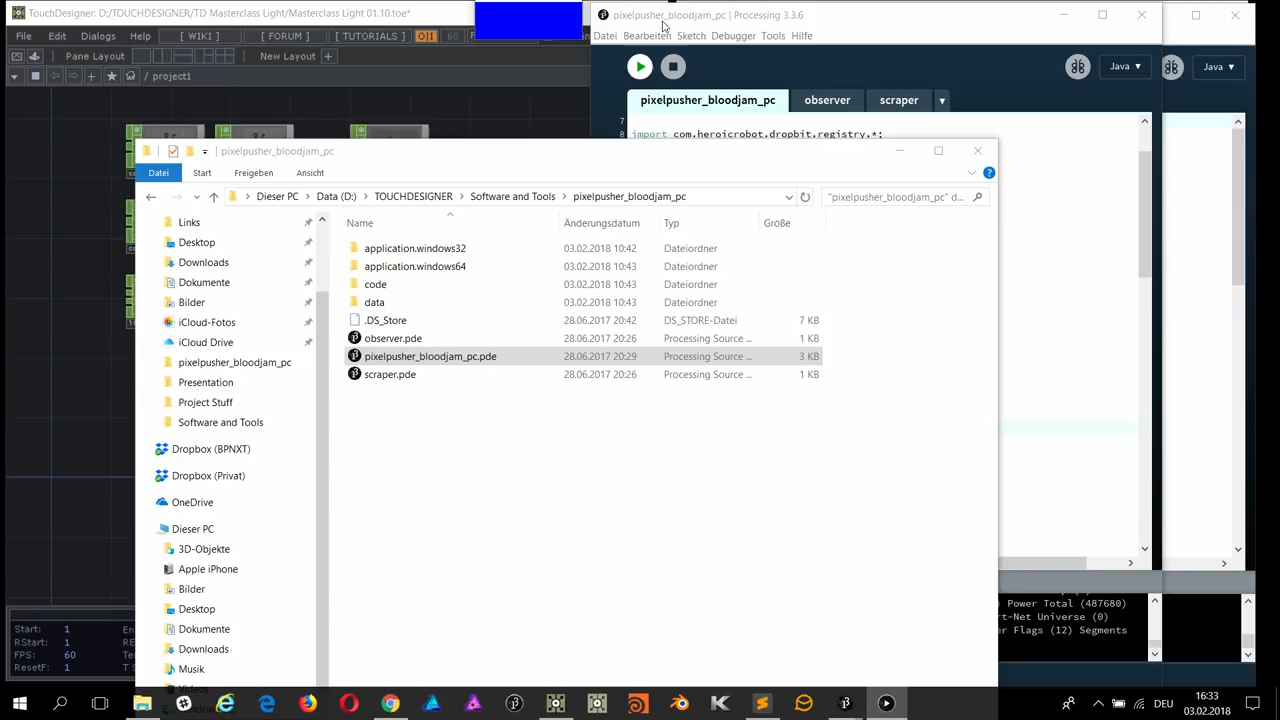 TouchDesigner: D:/TOUCHDESIGNER/TD Masterclass Light/Masterclass Light 01.10.toe*
File Edit Dialogs Help [ WIKI ] [ FORUM ] [ TUTORIALS ] O|I 60
Pane Layout New Layout +
/ project1
pixelpusher_bloodjam_pc | Processing 3.3.6
Datei Bearbeiten Sketch Debugger Tools Hilfe
Java ▾ Java ▾
pixelpusher_bloodjam_pc observer scraper ▾
7
8 import com.heroicrobot.dropbit.registry.*;
pixelpusher_bloodjam_pc
Datei Start Freigeben Ansicht
Dieser PC > Data (D:) > TOUCHDESIGNER > Software and Tools > pixelpusher_bloodjam_pc
"pixelpusher_bloodjam_pc" d...
Name Änderungsdatum Typ Größe
application.windows32 03.02.2018 10:42 Dateiordner
application.windows64 03.02.2018 10:43 Dateiordner
code 03.02.2018 10:43 Dateiordner
data 03.02.2018 10:43 Dateiordner
.DS_Store 28.06.2017 20:42 DS_STORE-Datei 7 KB
observer.pde 28.06.2017 20:26 Processing Source ... 1 KB
pixelpusher_bloodjam_pc.pde 28.06.2017 20:29 Processing Source ... 3 KB
scraper.pde 28.06.2017 20:26 Processing Source ... 1 KB
Links
Desktop
Downloads
Dokumente
Bilder
iCloud-Fotos
iCloud Drive
pixelpusher_bloodjam_pc
Presentation
Project Stuff
Software and Tools
Dropbox (BPNXT)
Dropbox (Privat)
OneDrive
Dieser PC
3D-Objekte
Apple iPhone
Bilder
Desktop
Dokumente
Downloads
Musik
Videos
Power Total (487680)
rt-Net Universe (0)
er Flags (12) Segments
Start: 1
RStart: 1
FPS: 60
ResetF: 1
DEU
16:33
03.02.2018